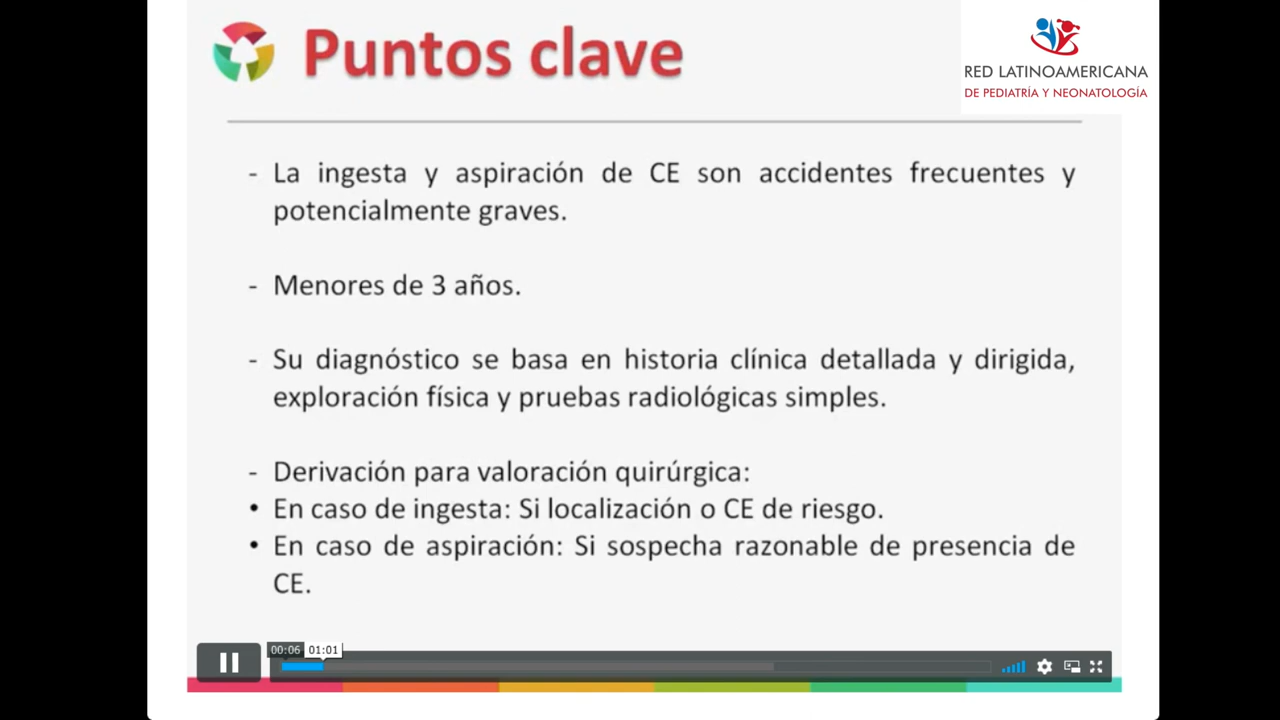 Puntos clave
RED LATINOAMERICANA
DE PEDIATRÍA Y NEONATOLOGÍA
- La ingesta y aspiración de CE son accidentes frecuentes y
potencialmente graves.
- Menores de 3 años.
- Su diagnóstico se basa en historia clínica detallada y dirigida,
exploración física y pruebas radiológicas simples.
- Derivación para valoración quirúrgica:
• En caso de ingesta: Si localización o CE de riesgo.
• En caso de aspiración: Si sospecha razonable de presencia de
CE.
00:06 01:01